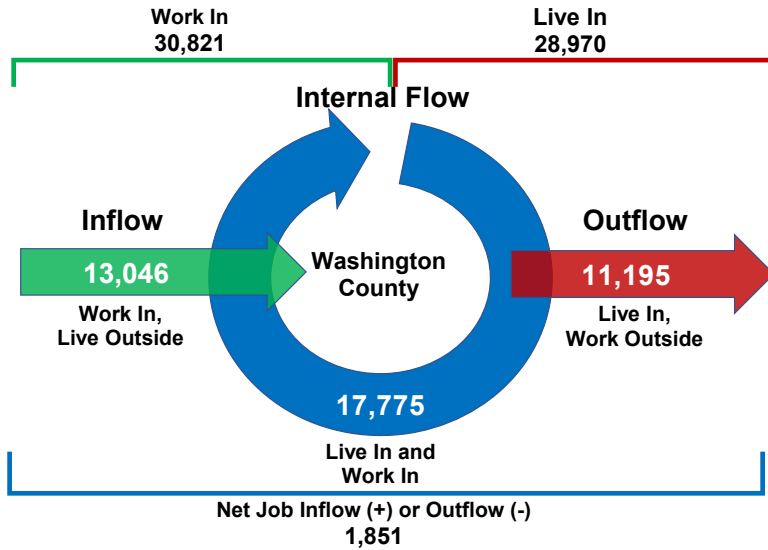 Work In
30,821
Live In
28,970
Internal Flow
Inflow
13,046
Work In,
Live Outside
Washington
County
Outflow
11,195
Live In,
Work Outside
17,775
Live In and
Work In
Net Job Inflow (+) or Outflow (-)
1,851